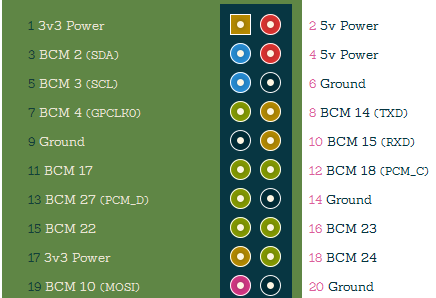 1 3v3 Power 2 5v Power
3 BCM 2 (SDA) 4 5v Power
5 BCM 3 (SCL) 6 Ground
7 BCM 4 (GPCLK0) 8 BCM 14 (TXD)
9 Ground 10 BCM 15 (RXD)
11 BCM 17 12 BCM 18 (PCM_C)
13 BCM 27 (PCM_D) 14 Ground
15 BCM 22 16 BCM 23
17 3v3 Power 18 BCM 24
19 BCM 10 (MOSI) 20 Ground